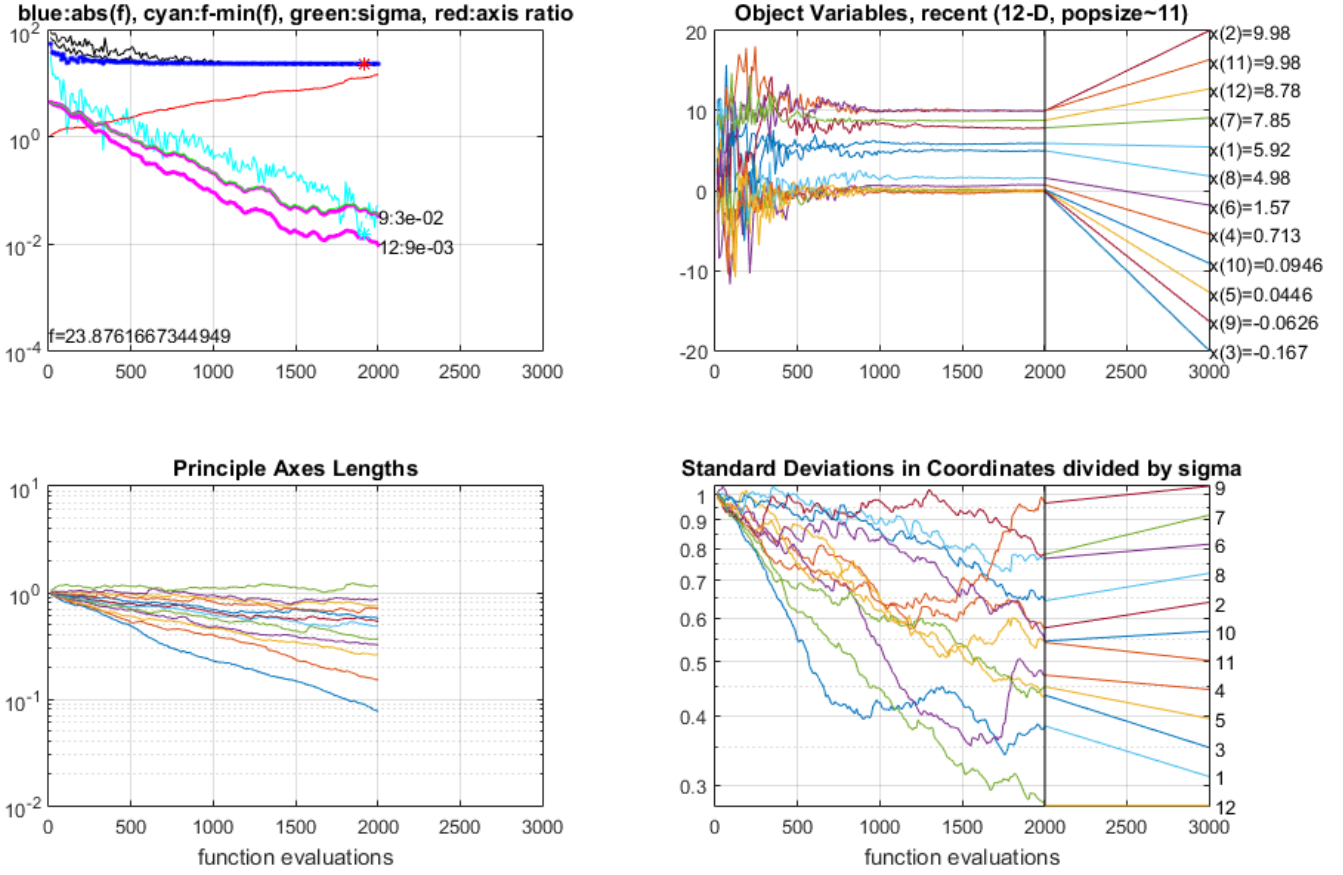 blue:abs(f), cyan:f-min(f), green:sigma, red:axis ratio
10^2
10^0
10^-2
10^-4
9:3e-02
12:9e-03
f=23.8761667344949
0 500 1000 1500 2000 2500 3000
Object Variables, recent (12-D, popsize~11)
20
10
0
-10
-20
x(2)=9.98
x(11)=9.98
x(12)=8.78
x(7)=7.85
x(1)=5.92
x(8)=4.98
x(6)=1.57
x(4)=0.713
x(10)=0.0946
x(5)=0.0446
x(9)=-0.0626
x(3)=-0.167
0 500 1000 1500 2000 2500 3000
Principle Axes Lengths
10^1
10^0
10^-1
10^-2
0 500 1000 1500 2000 2500 3000
function evaluations
Standard Deviations in Coordinates divided by sigma
1
0.9
0.8
0.7
0.6
0.5
0.4
0.3
9
7
6
8
2
10
11
4
5
3
1
12
0 500 1000 1500 2000 2500 3000
function evaluations